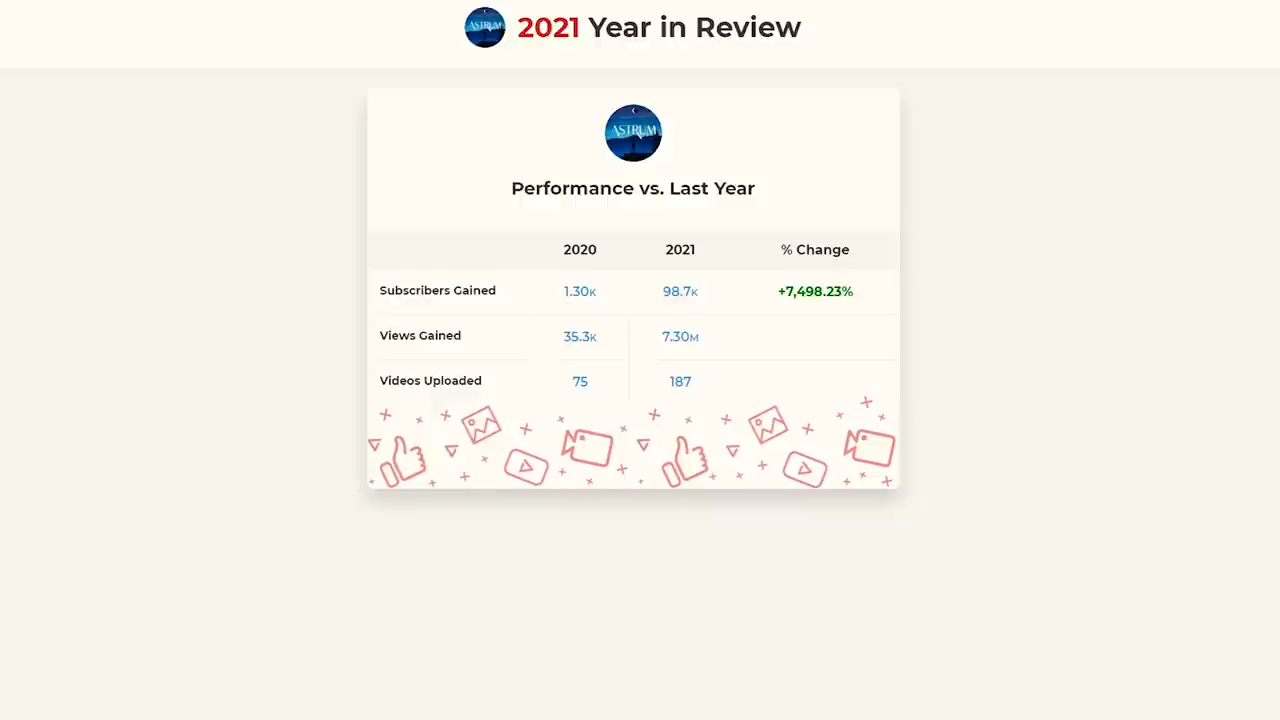 ASTRUM
2021 Year in Review
ASTRUM
Performance vs. Last Year
2020 2021 % Change
Subscribers Gained 1.30K 98.7K +7,498.23%
Views Gained 35.3K 7.30M
Videos Uploaded 75 187